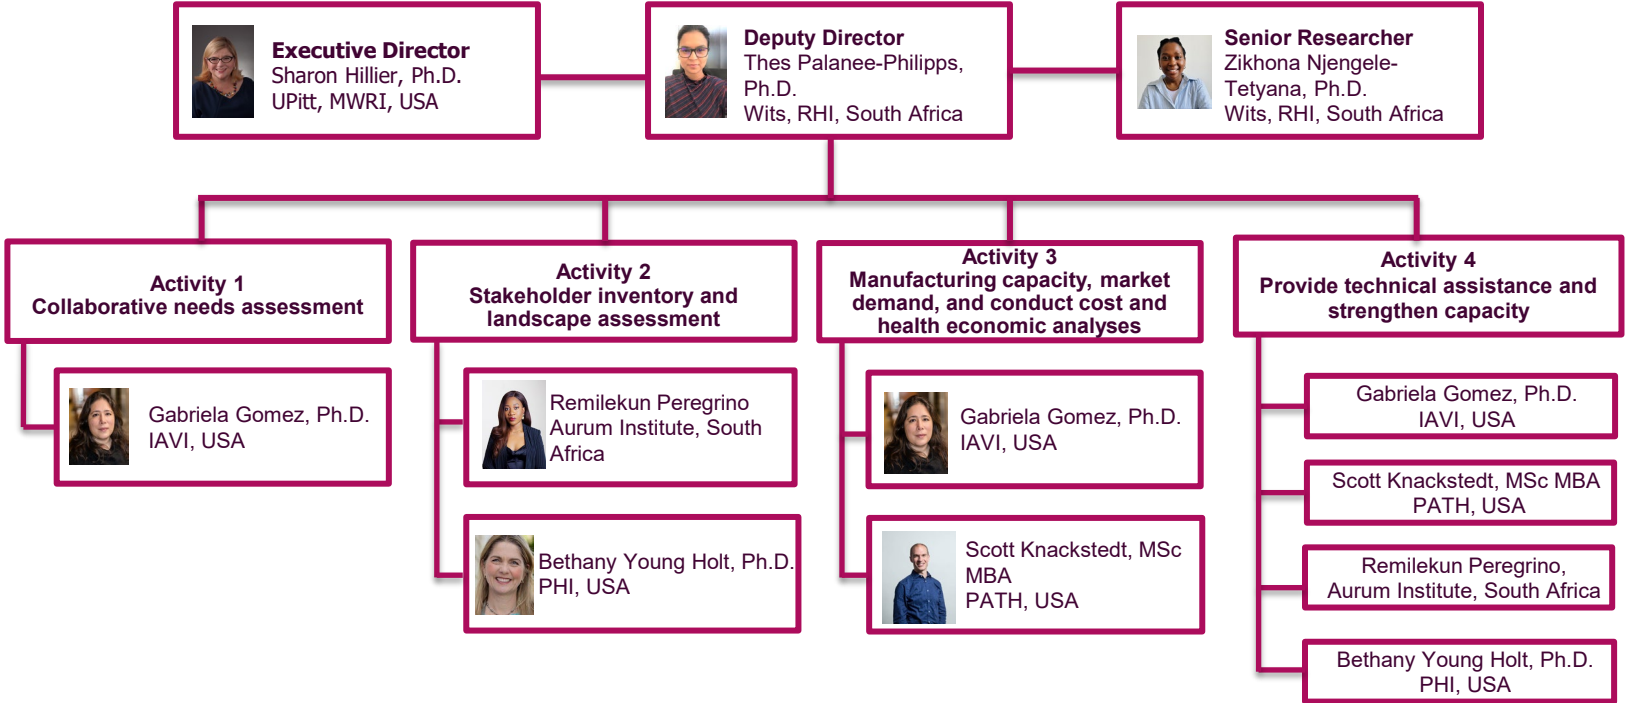 Executive Director
Sharon Hillier, Ph.D.
UPitt, MWRI, USA
Deputy Director
Thes Palanee-Philipps,
Ph.D.
Wits, RHI, South Africa
Senior Researcher
Zikhona Njengele-
Tetyana, Ph.D.
Wits, RHI, South Africa
Activity 1
Collaborative needs assessment
Gabriela Gomez, Ph.D.
IAVI, USA
Activity 2
Stakeholder inventory and
landscape assessment
Remilekun Peregrino
Aurum Institute, South
Africa
Bethany Young Holt, Ph.D.
PHI, USA
Activity 3
Manufacturing capacity, market
demand, and conduct cost and
health economic analyses
Gabriela Gomez, Ph.D.
IAVI, USA
Scott Knackstedt, MSc
MBA
PATH, USA
Activity 4
Provide technical assistance and
strengthen capacity
Gabriela Gomez, Ph.D.
IAVI, USA
Scott Knackstedt, MSc MBA
PATH, USA
Remilekun Peregrino,
Aurum Institute, South Africa
Bethany Young Holt, Ph.D.
PHI, USA